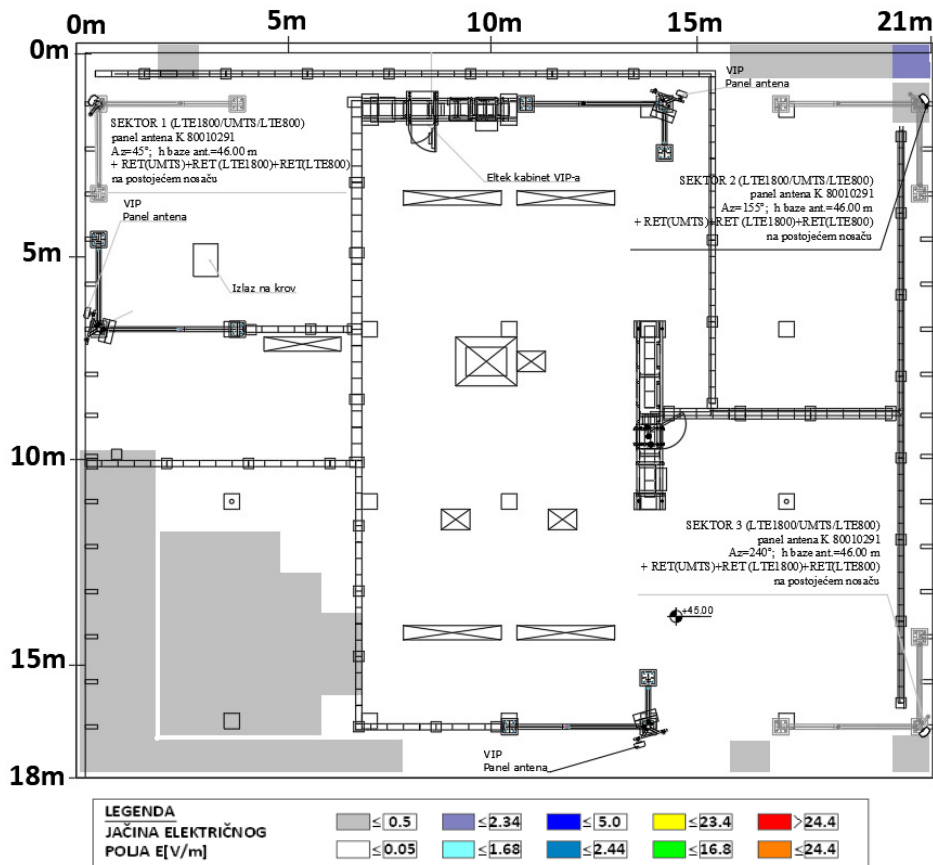 0m 5m 10m 15m 21m
0m
VIP
Panel antena
SEKTOR 1 (LTE1800/UMTS/LTE800)
panel antena K 80010291
Az=45°; h baze ant.=46.00 m
+ RET(UMTS)+RET (LTE1800)+RET(LTE800)
na postojećem nosaču
Eltek kabinet VIP-a
SEKTOR 2 (LTE1800/UMTS/LTE800)
panel antena K 80010291
Az=155°; h baze ant.=46.00 m
+ RET(UMTS)+RET (LTE1800)+RET(LTE800)
na postojećem nosaču
VIP
Panel antena
5m
Izlaz na krov
10m
SEKTOR 3 (LTE1800/UMTS/LTE800)
panel antena K 80010291
Az=240°; h baze ant.=46.00 m
+ RET(UMTS)+RET (LTE1800)+RET(LTE800)
na postojećem nosaču
+45.00
15m
VIP
Panel antena
18m
LEGENDA
JAČINA ELEKTRIČNOG
POLJA E[V/m]
≤ 0.5 ≤ 2.34 ≤ 5.0 ≤ 23.4 > 24.4
≤ 0.05 ≤ 1.68 ≤ 2.44 ≤ 16.8 ≤ 24.4